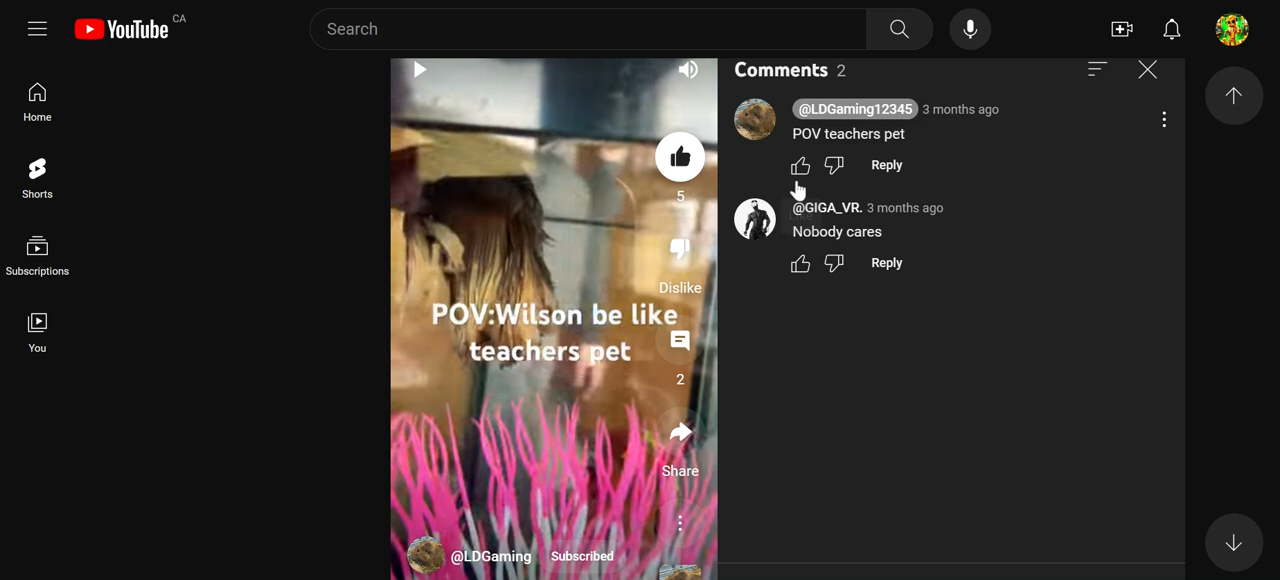 YouTube CA
Search
Home
Shorts
Subscriptions
You
5
Dislike
2
Share
POV:Wilson be like
teachers pet
@LDGaming Subscribed
Comments 2
@LDGaming12345 3 months ago
POV teachers pet
Reply
@GIGA_VR. 3 months ago
Like
Nobody cares
Reply